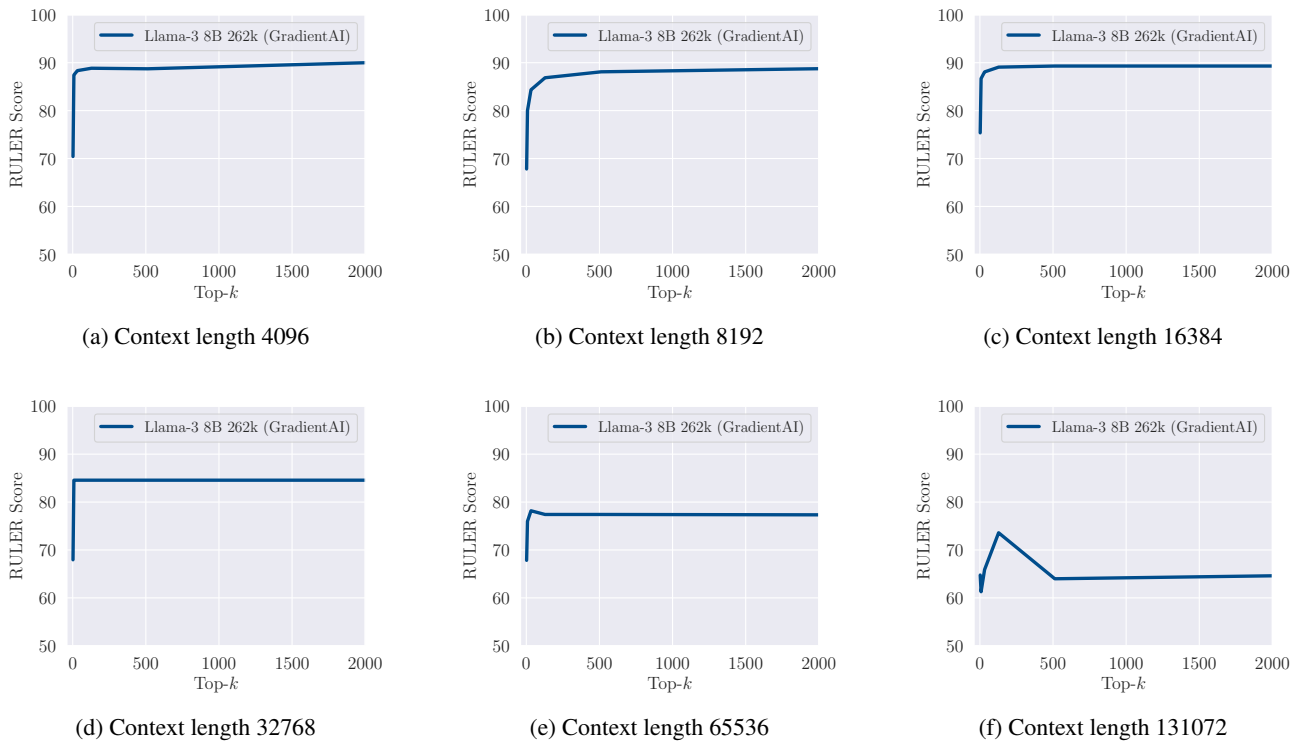 100
90
80
70
60
50
RULER Score
Llama-3 8B 262k (GradientAI)
0 500 1000 1500 2000
Top-k
(a) Context length 4096
100
90
80
70
60
50
RULER Score
Llama-3 8B 262k (GradientAI)
0 500 1000 1500 2000
Top-k
(b) Context length 8192
100
90
80
70
60
50
RULER Score
Llama-3 8B 262k (GradientAI)
0 500 1000 1500 2000
Top-k
(c) Context length 16384
100
90
80
70
60
50
RULER Score
Llama-3 8B 262k (GradientAI)
0 500 1000 1500 2000
Top-k
(d) Context length 32768
100
90
80
70
60
50
RULER Score
Llama-3 8B 262k (GradientAI)
0 500 1000 1500 2000
Top-k
(e) Context length 65536
100
90
80
70
60
50
RULER Score
Llama-3 8B 262k (GradientAI)
0 500 1000 1500 2000
Top-k
(f) Context length 131072